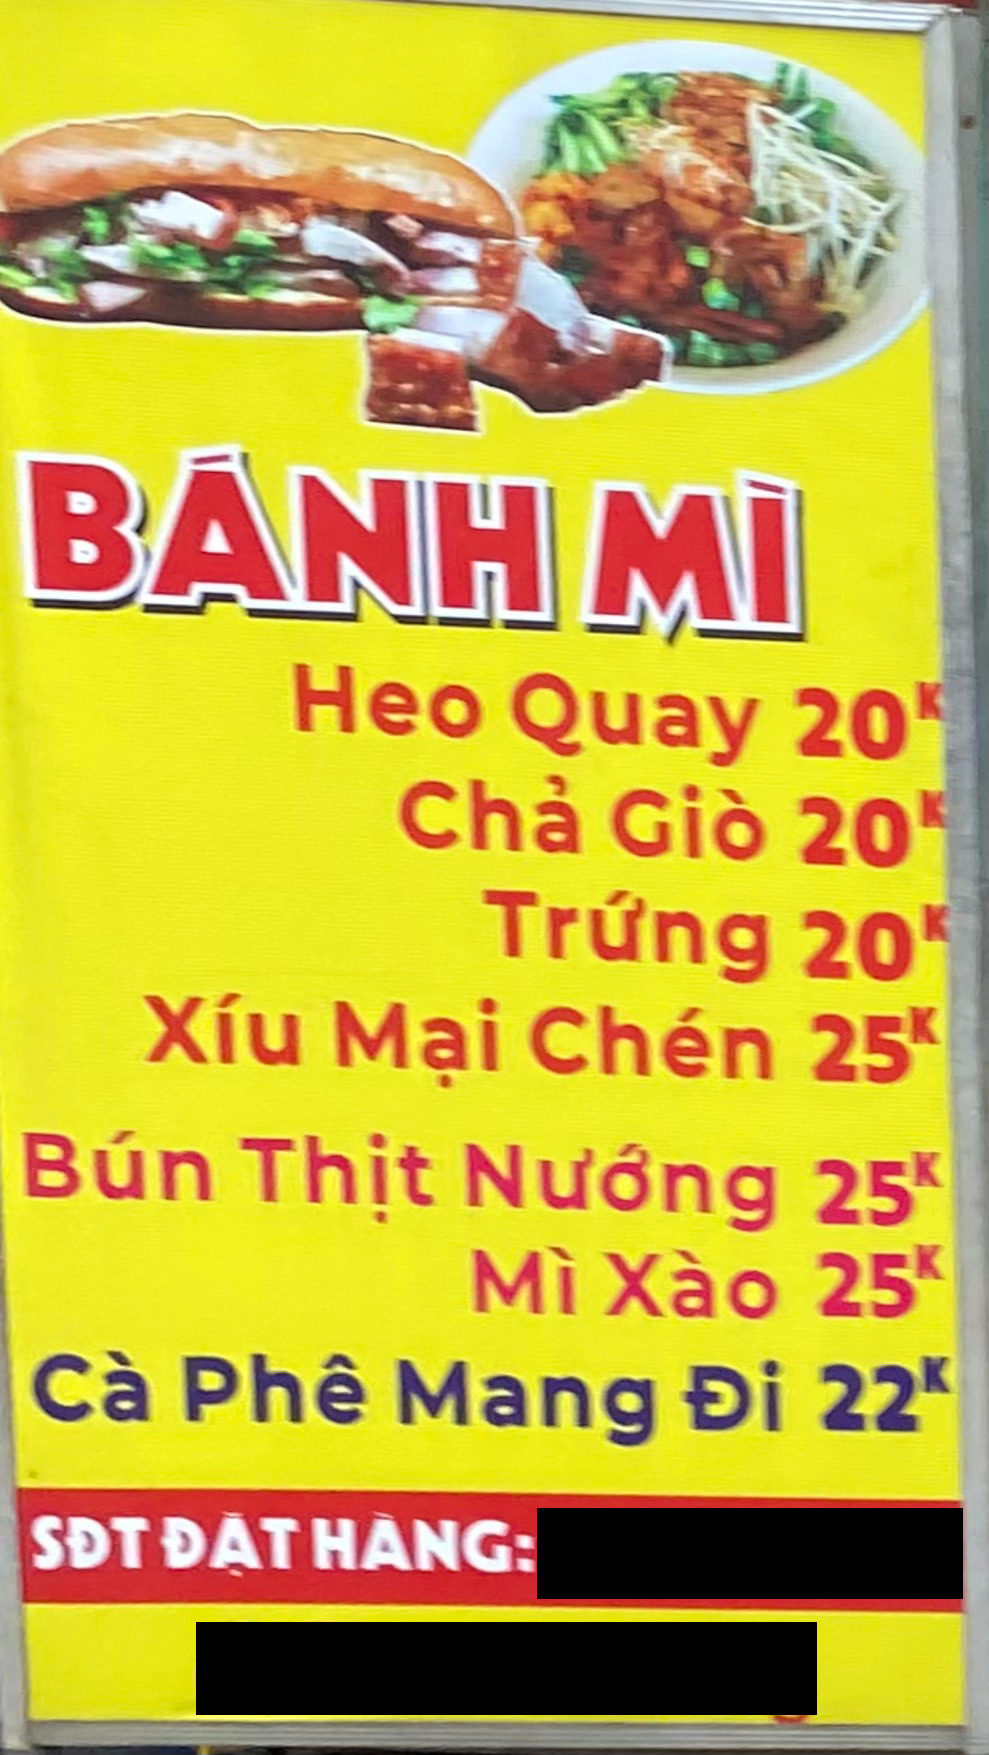 BÁNH MÌ
Heo Quay 20K
Chả Giò 20K
Trứng 20K
Xíu Mại Chén 25K
Bún Thịt Nướng 25K
Mì Xào 25K
Cà Phê Mang Đi 22K
SĐT ĐẶT HÀNG: